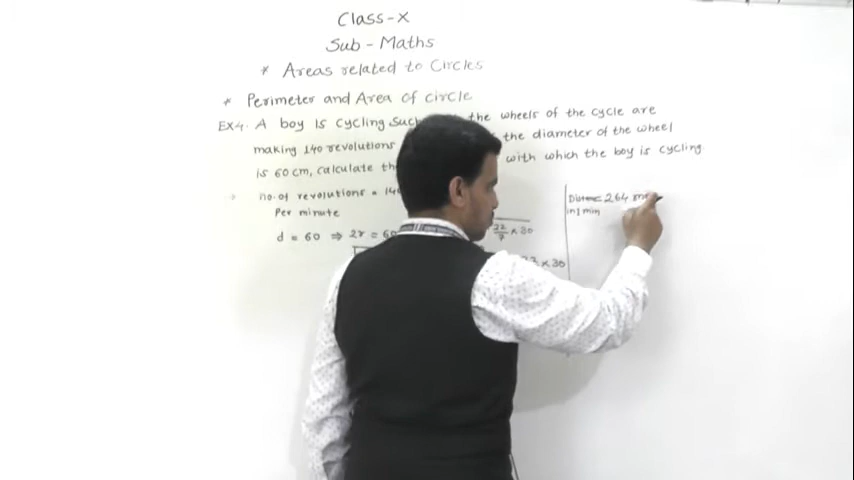 Class-X
Sub - Maths
* Areas related to Circles
* Perimeter and Area of circle
EX4. A boy is cycling the wheels of the cycle are
making 140 revolutions the diameter of the wheel
is 60 cm, calculate with which the boy is cycling
no. of revolutions = 14
Per minute
d = 60 ⇒ 2r = 60
22/7 × 30
× 30
Distance = 264
in 1 min